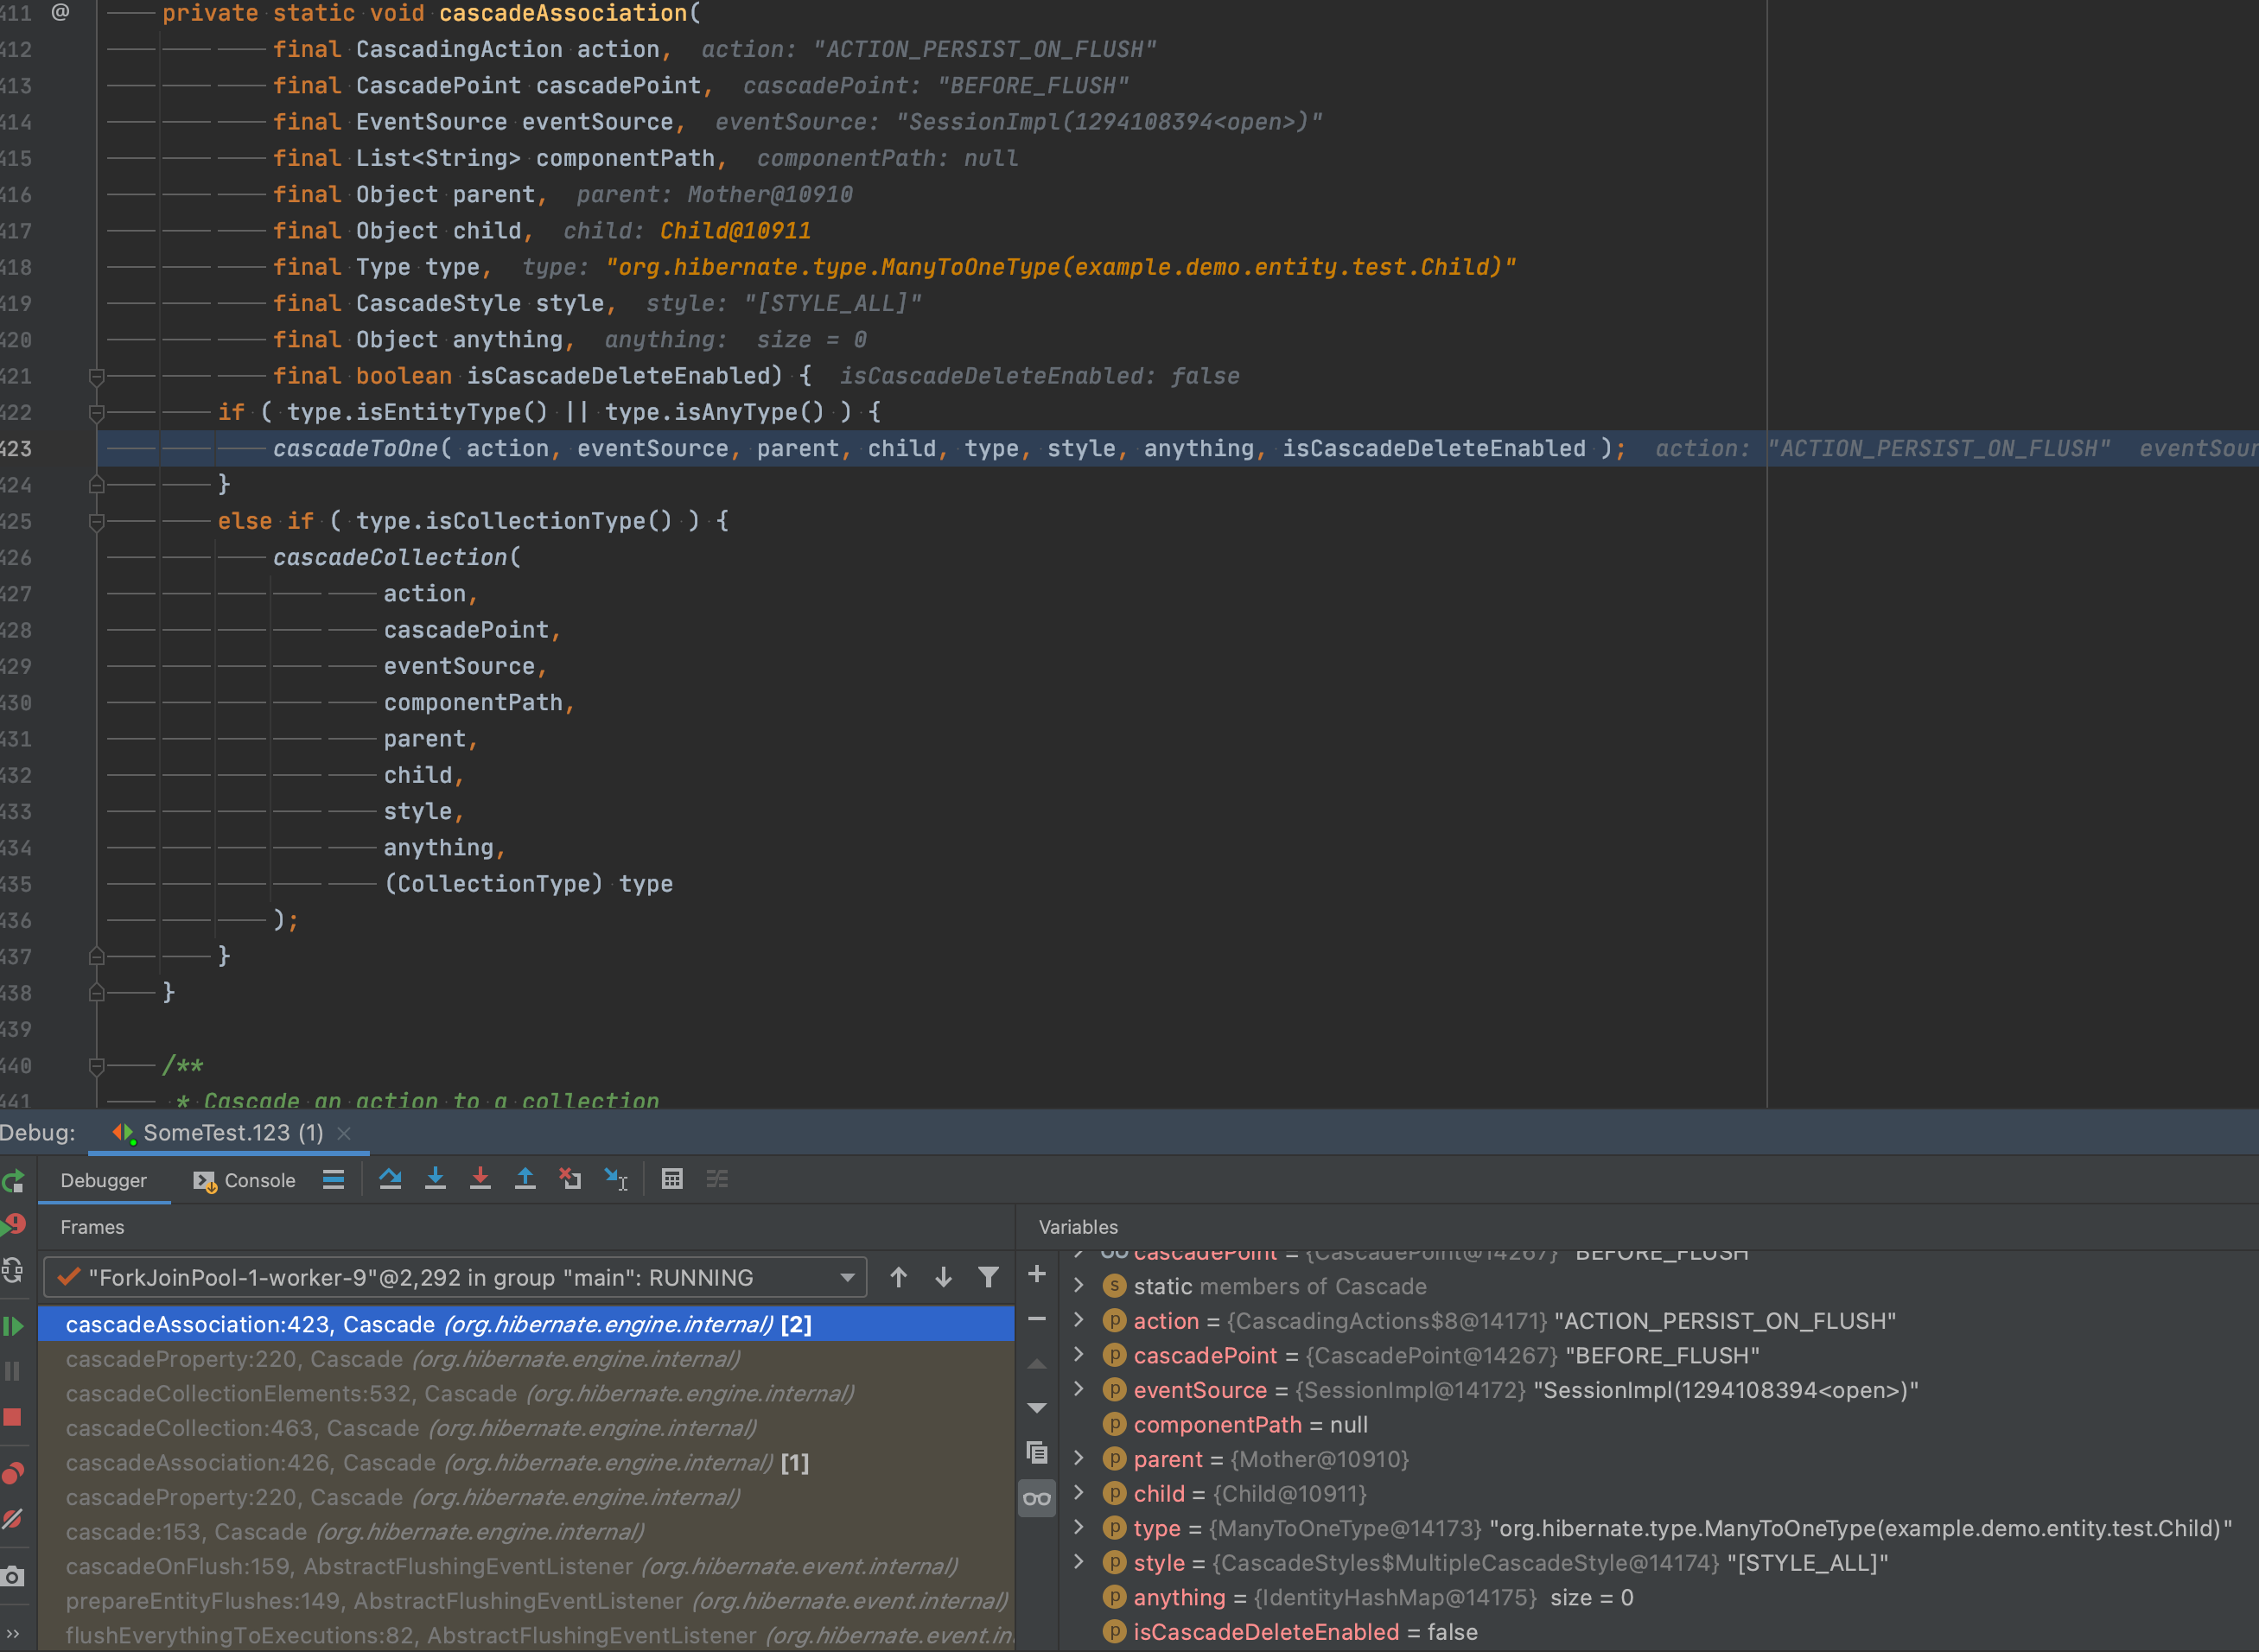 411 @ private static void cascadeAssociation(
412 final CascadingAction action, action: "ACTION_PERSIST_ON_FLUSH"
413 final CascadePoint cascadePoint, cascadePoint: "BEFORE_FLUSH"
414 final EventSource eventSource, eventSource: "SessionImpl(1294108394<open>)"
415 final List<String> componentPath, componentPath: null
416 final Object parent, parent: Mother@10910
417 final Object child, child: Child@10911
418 final Type type, type: "org.hibernate.type.ManyToOneType(example.demo.entity.test.Child)"
419 final CascadeStyle style, style: "[STYLE_ALL]"
420 final Object anything, anything: size = 0
421 final boolean isCascadeDeleteEnabled) { isCascadeDeleteEnabled: false
422 if ( type.isEntityType() || type.isAnyType() ) {
423 cascadeToOne( action, eventSource, parent, child, type, style, anything, isCascadeDeleteEnabled ); action: "ACTION_PERSIST_ON_FLUSH" eventSour
424 }
425 else if ( type.isCollectionType() ) {
426 cascadeCollection(
427 action,
428 cascadePoint,
429 eventSource,
430 componentPath,
431 parent,
432 child,
433 style,
434 anything,
435 (CollectionType) type
436 );
437 }
438 }
439
440 /**
441 * Cascade an action to a collection
Debug: SomeTest.123 (1)
Debugger Console
Frames
"ForkJoinPool-1-worker-9"@2,292 in group "main": RUNNING
cascadeAssociation:423, Cascade (org.hibernate.engine.internal) [2]
cascadeProperty:220, Cascade (org.hibernate.engine.internal)
cascadeCollectionElements:532, Cascade (org.hibernate.engine.internal)
cascadeCollection:463, Cascade (org.hibernate.engine.internal)
cascadeAssociation:426, Cascade (org.hibernate.engine.internal) [1]
cascadeProperty:220, Cascade (org.hibernate.engine.internal)
cascade:153, Cascade (org.hibernate.engine.internal)
cascadeOnFlush:159, AbstractFlushingEventListener (org.hibernate.event.internal)
prepareEntityFlushes:149, AbstractFlushingEventListener (org.hibernate.event.internal)
flushEverythingToExecutions:82, AbstractFlushingEventListener (org.hibernate.event.in
Variables
cascadePoint = {CascadePoint@14267} "BEFORE_FLUSH"
static members of Cascade
action = {CascadingActions$8@14171} "ACTION_PERSIST_ON_FLUSH"
cascadePoint = {CascadePoint@14267} "BEFORE_FLUSH"
eventSource = {SessionImpl@14172} "SessionImpl(1294108394<open>)"
componentPath = null
parent = {Mother@10910}
child = {Child@10911}
type = {ManyToOneType@14173} "org.hibernate.type.ManyToOneType(example.demo.entity.test.Child)"
style = {CascadeStyles$MultipleCascadeStyle@14174} "[STYLE_ALL]"
anything = {IdentityHashMap@14175} size = 0
isCascadeDeleteEnabled = false